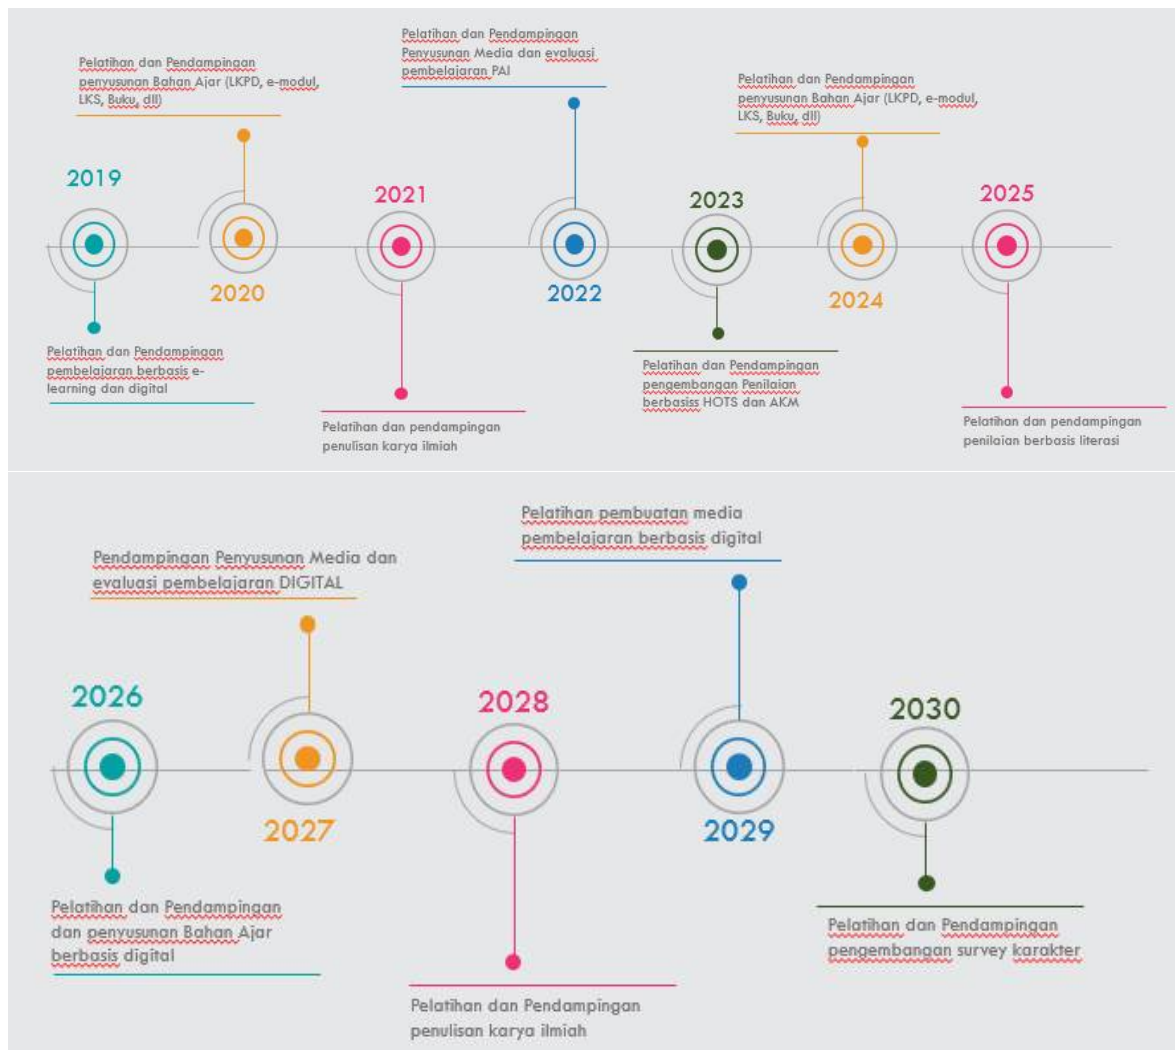 Pelatihan dan Pendampingan
Penyusunan Media dan evaluasi
pembelajaran PAI
Pelatihan dan Pendampingan
penyusunan Bahan Ajar (LKPD, e-modul,
LKS, Buku, dll)
Pelatihan dan Pendampingan
penyusunan Bahan Ajar (LKPD, e-modul,
LKS, Buku, dll)
2019
2021
2023
2025
2020
2022
2024
Pelatihan dan Pendampingan
pembelajaran berbasis e-
learning dan digital
Pelatihan dan Pendampingan
pengembangan Penilaian
berbasiss HOTS dan AKM
Pelatihan dan pendampingan
penulisan karya ilmiah
Pelatihan dan pendampingan
penilaian berbasis literasi
Pelatihan pembuatan media
pembelajaran berbasis digital
Pendampingan Penyusunan Media dan
evaluasi pembelajaran DIGITAL
2026
2028
2030
2027
2029
Pelatihan dan Pendampingan
dan penyusunan Bahan Ajar
berbasis digital
Pelatihan dan Pendampingan
pengembangan survey karakter
Pelatihan dan Pendampingan
penulisan karya ilmiah